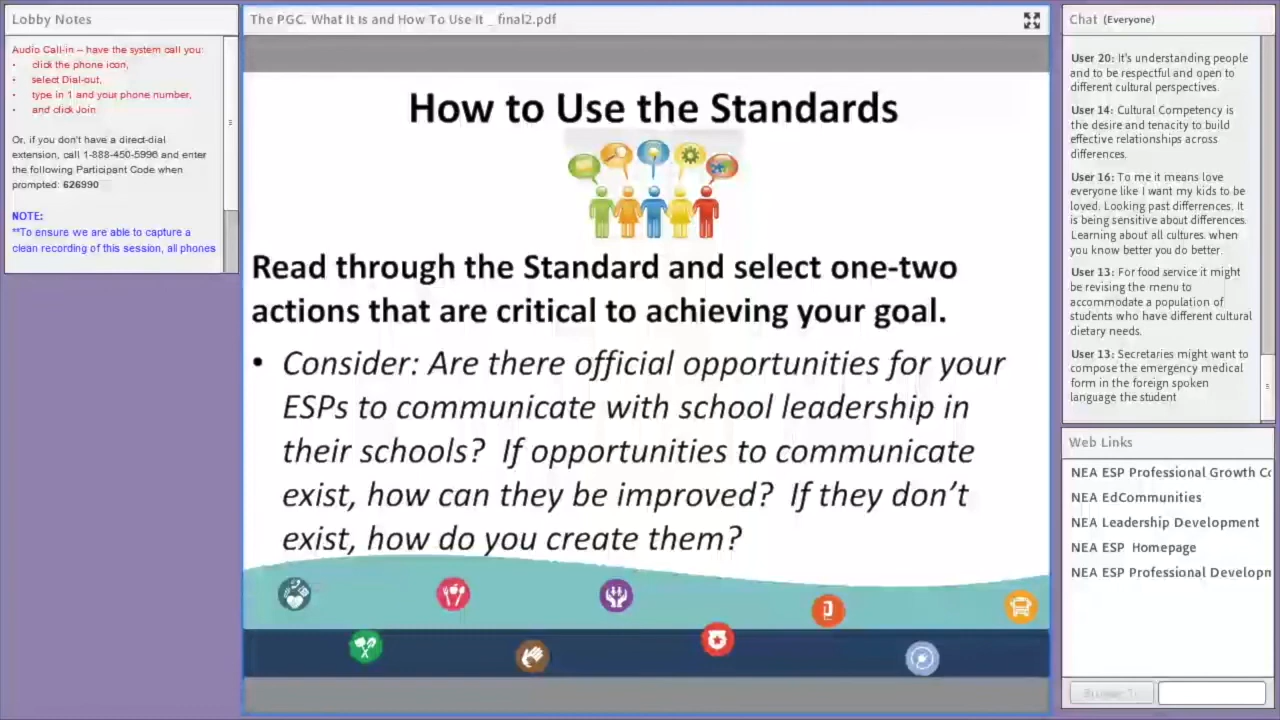 Lobby Notes
Audio Call-in – have the system call you:
• click the phone icon,
• select Dial-out,
• type in 1 and your phone number,
• and click Join
Or, if you don't have a direct-dial
extension, call 1-888-450-5996 and enter
the following Participant Code when
prompted: 626990
NOTE:
**To ensure we are able to capture a
clean recording of this session, all phones
The PGC. What It Is and How To Use It _ final2.pdf
How to Use the Standards
Read through the Standard and select one-two
actions that are critical to achieving your goal.
• Consider: Are there official opportunities for your
ESPs to communicate with school leadership in
their schools? If opportunities to communicate
exist, how can they be improved? If they don't
exist, how do you create them?
Chat (Everyone)
User 20: It's understanding people
and to be respectful and open to
different cultural perspectives.
User 14: Cultural Competency is
the desire and tenacity to build
effective relationships across
differences.
User 16: To me it means love
everyone like I want my kids to be
loved. Looking past differences. It
is being sensitive about differences.
Learning about all cultures. when
you know better you do better.
User 13: For food service it might
be revising the menu to
accommodate a population of
students who have different cultural
dietary needs.
User 13: Secretaries might want to
compose the emergency medical
form in the foreign spoken
language the student
Web Links
NEA ESP Professional Growth Co
NEA EdCommunities
NEA Leadership Development
NEA ESP Homepage
NEA ESP Professional Developn
Browse To